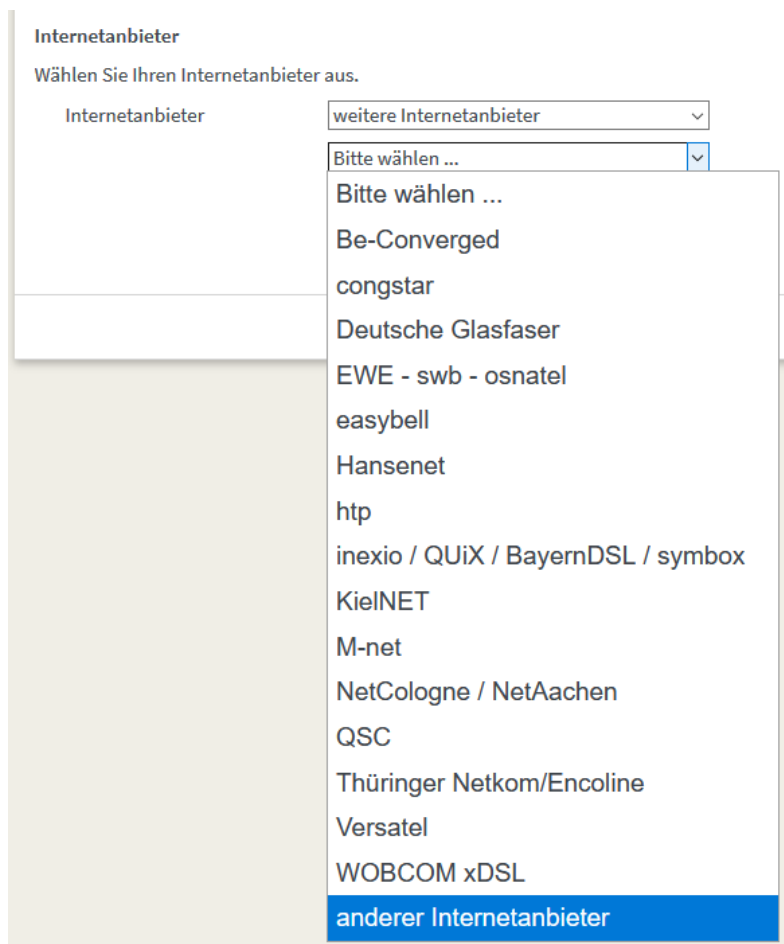 Internetanbieter
Wählen Sie Ihren Internetanbieter aus.
Internetanbieter weitere Internetanbieter
Bitte wählen ...
Bitte wählen ...
Be-Converged
congstar
Deutsche Glasfaser
EWE - swb - osnatel
easybell
Hansenet
htp
inexio / QUiX / BayernDSL / symbox
KielNET
M-net
NetCologne / NetAachen
QSC
Thüringer Netkom/Encoline
Versatel
WOBCOM xDSL
anderer Internetanbieter